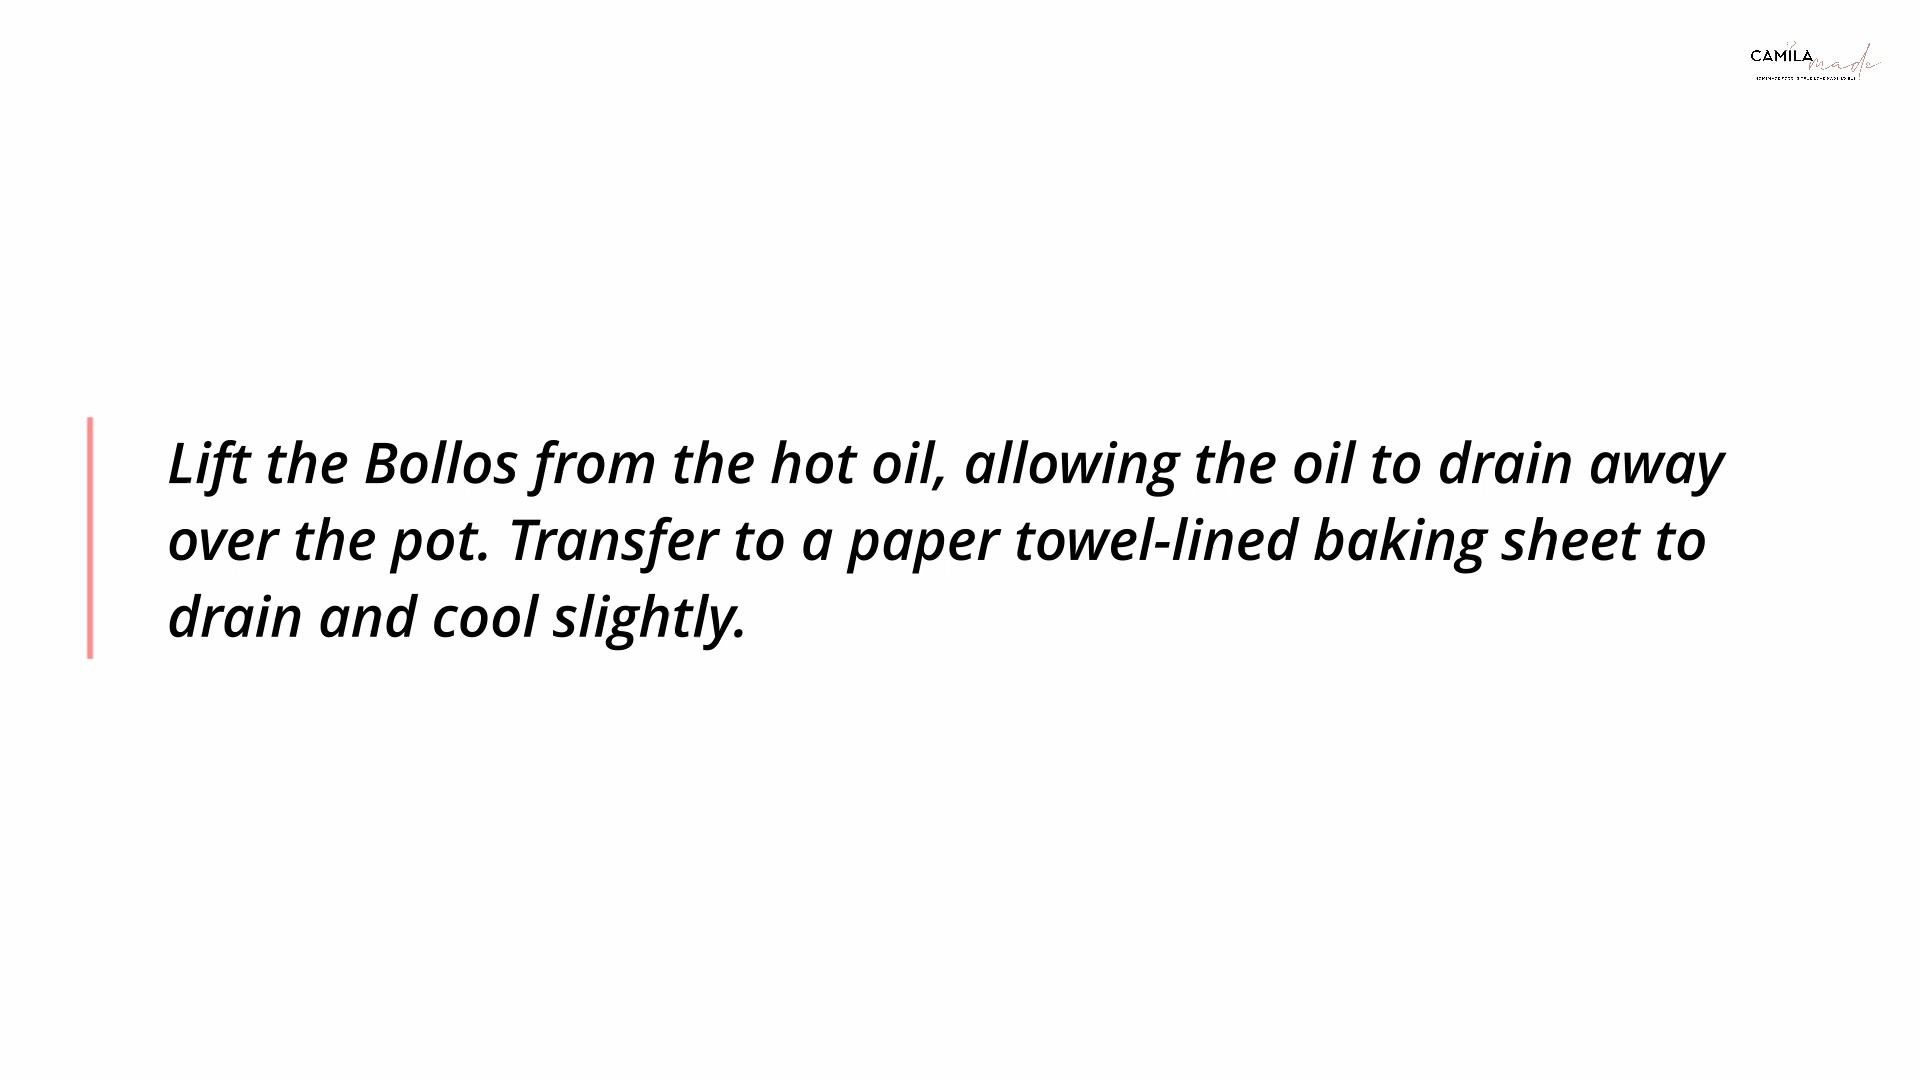 CAMILA made
Lift the Bollos from the hot oil, allowing the oil to drain away
over the pot. Transfer to a paper towel-lined baking sheet to
drain and cool slightly.